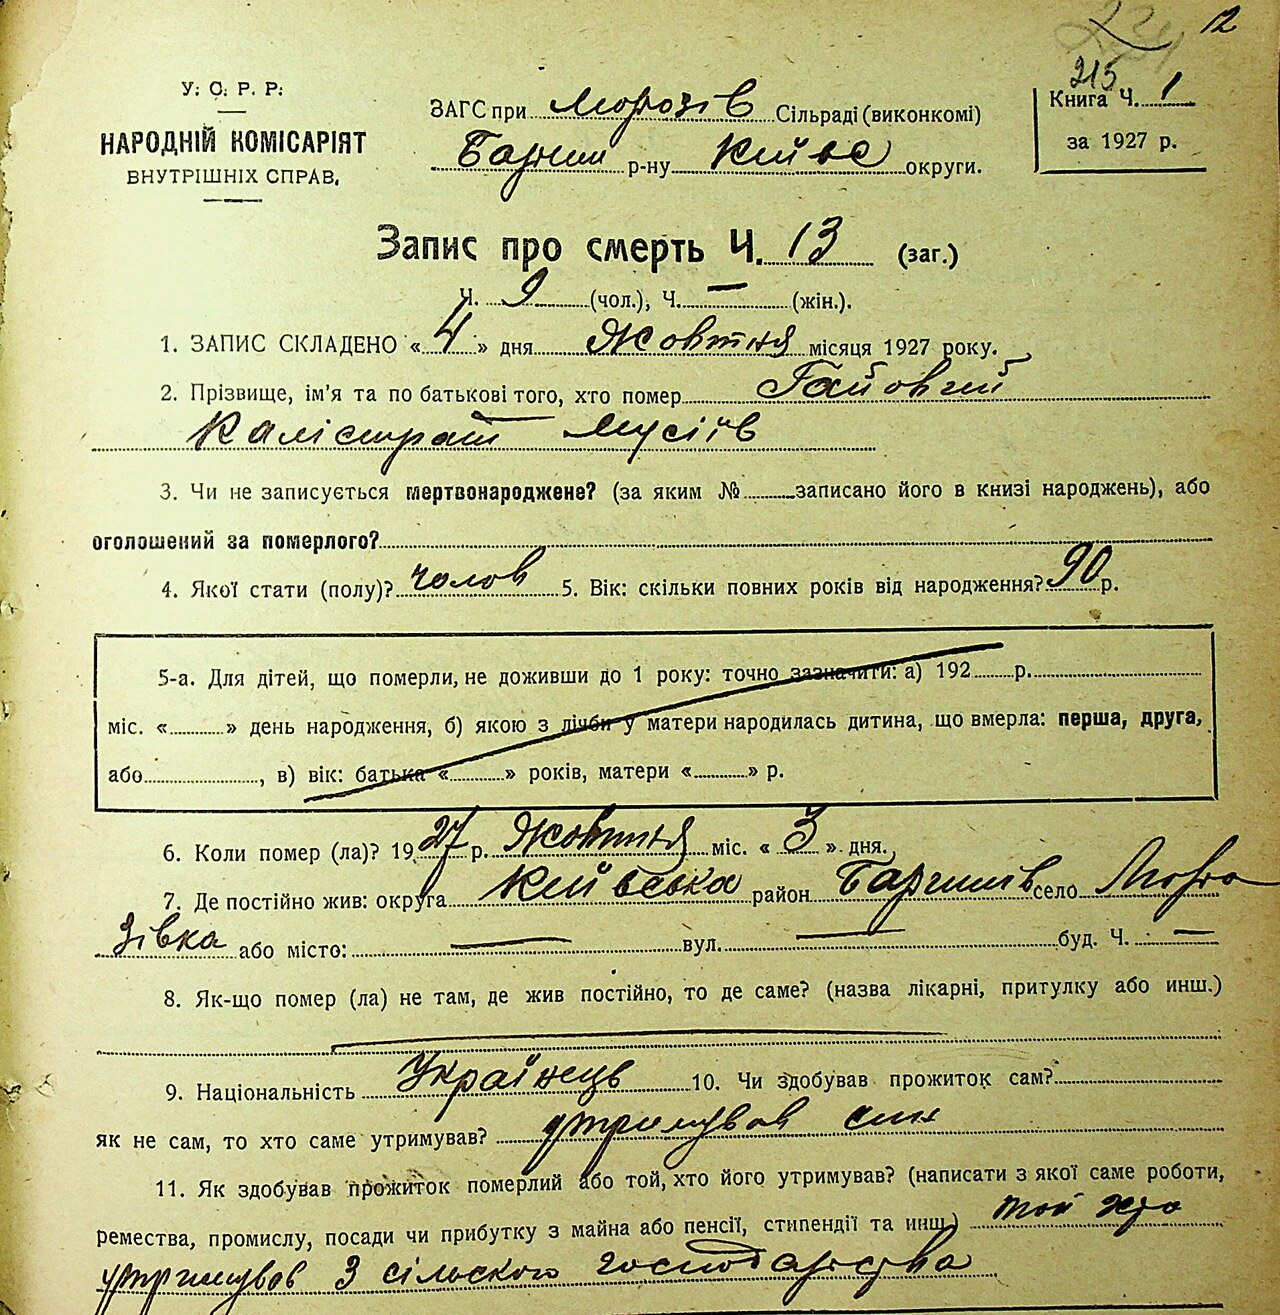 12
215
У. С. Р. Р.
НАРОДНІЙ КОМІСАРІЯТ
ВНУТРІШНІХ СПРАВ.
ЗАГС при Морозів Сільраді (виконкомі)
р-ну Київс округи.
Книга Ч. 1
за 1927 р.
Запис про смерть Ч. 13 (заг.)
Ч. 9 (чол.), Ч. — (жін.).
1. ЗАПИС СКЛАДЕНО «4» дня Жовтня місяця 1927 року.
2. Прізвище, ім'я та по батькові того, хто помер Гайовий
Калістрат Мусіїв
3. Чи не записується мертвонароджене? (за яким № записано його в книзі народжень), або
оголошений за померлого?
4. Якої стати (полу)? чолов 5. Вік: скільки повних років від народження? 90 р.
5-а. Для дітей, що померли, не доживши до 1 року: точно зазначити: а) 192 р.
міс. « » день народження, б) якою з лічби у матери народилась дитина, що вмерла: перша, друга,
або , в) вік: батька « » років, матери « » р.
6. Коли помер (ла)? 1927 р. Жовтня міс. «3» дня.
7. Де постійно жив: округа Київська район село Моро
зівка або місто: — вул. — буд. Ч. —
8. Як-що помер (ла) не там, де жив постійно, то де саме? (назва лікарні, притулку або инш.)
9. Національність Українець 10. Чи здобував прожиток сам?
як не сам, то хто саме утримував? утримував син
11. Як здобував прожиток померлий або той, хто його утримував? (написати з якої саме роботи,
ремества, промислу, посади чи прибутку з майна або пенсії, стипендії та инш.) той хто
утримував З сільского господарства